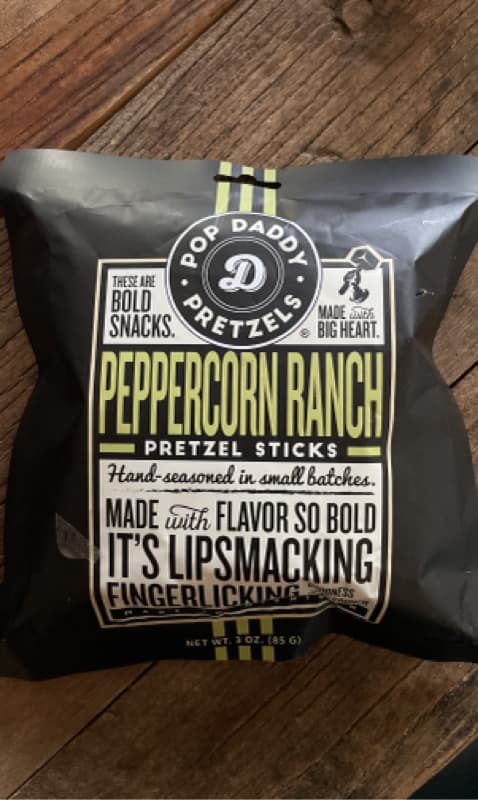 POP DADDY
D
PRETZELS
®
THESE ARE
BOLD
SNACKS.
MADE with
BIG HEART.
PEPPERCORN RANCH
PRETZEL STICKS
Hand-seasoned in small batches.
MADE with FLAVOR SO BOLD
IT'S LIPSMACKING
FINGERLICKING
NET WT. 3 OZ. (85 G)